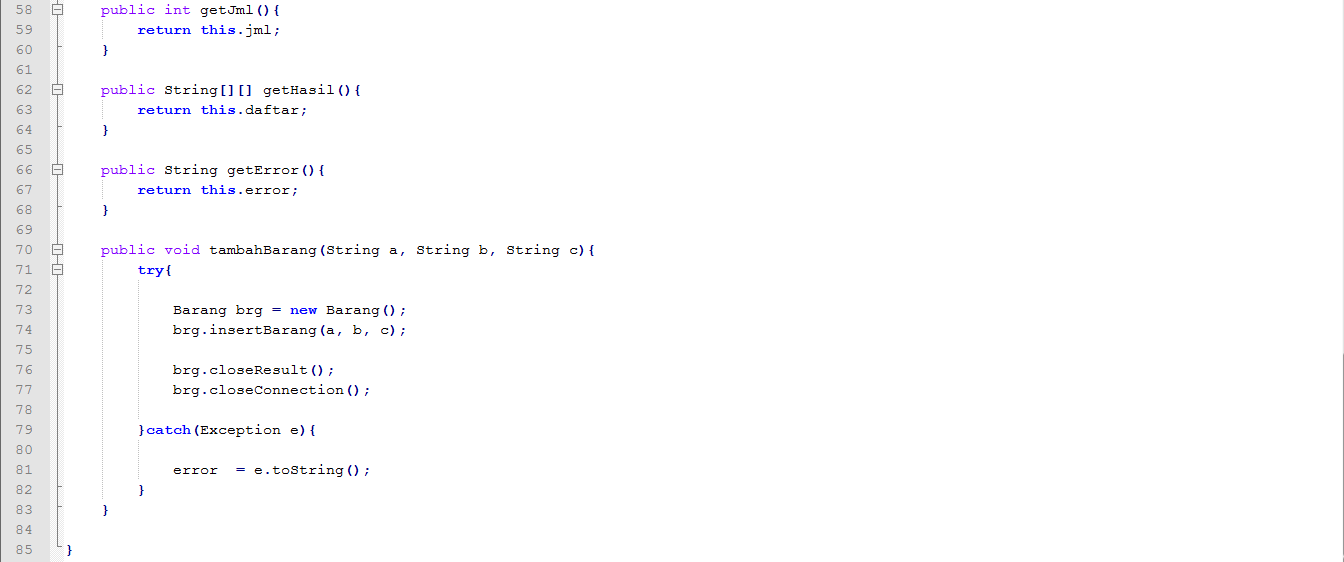 58 public int getJml(){
59 return this.jml;
60 }
61
62 public String[][] getHasil(){
63 return this.daftar;
64 }
65
66 public String getError(){
67 return this.error;
68 }
69
70 public void tambahBarang(String a, String b, String c){
71 try{
72
73 Barang brg = new Barang();
74 brg.insertBarang(a, b, c);
75
76 brg.closeResult();
77 brg.closeConnection();
78
79 }catch(Exception e){
80
81 error  = e.toString();
82 }
83 }
84
85 }